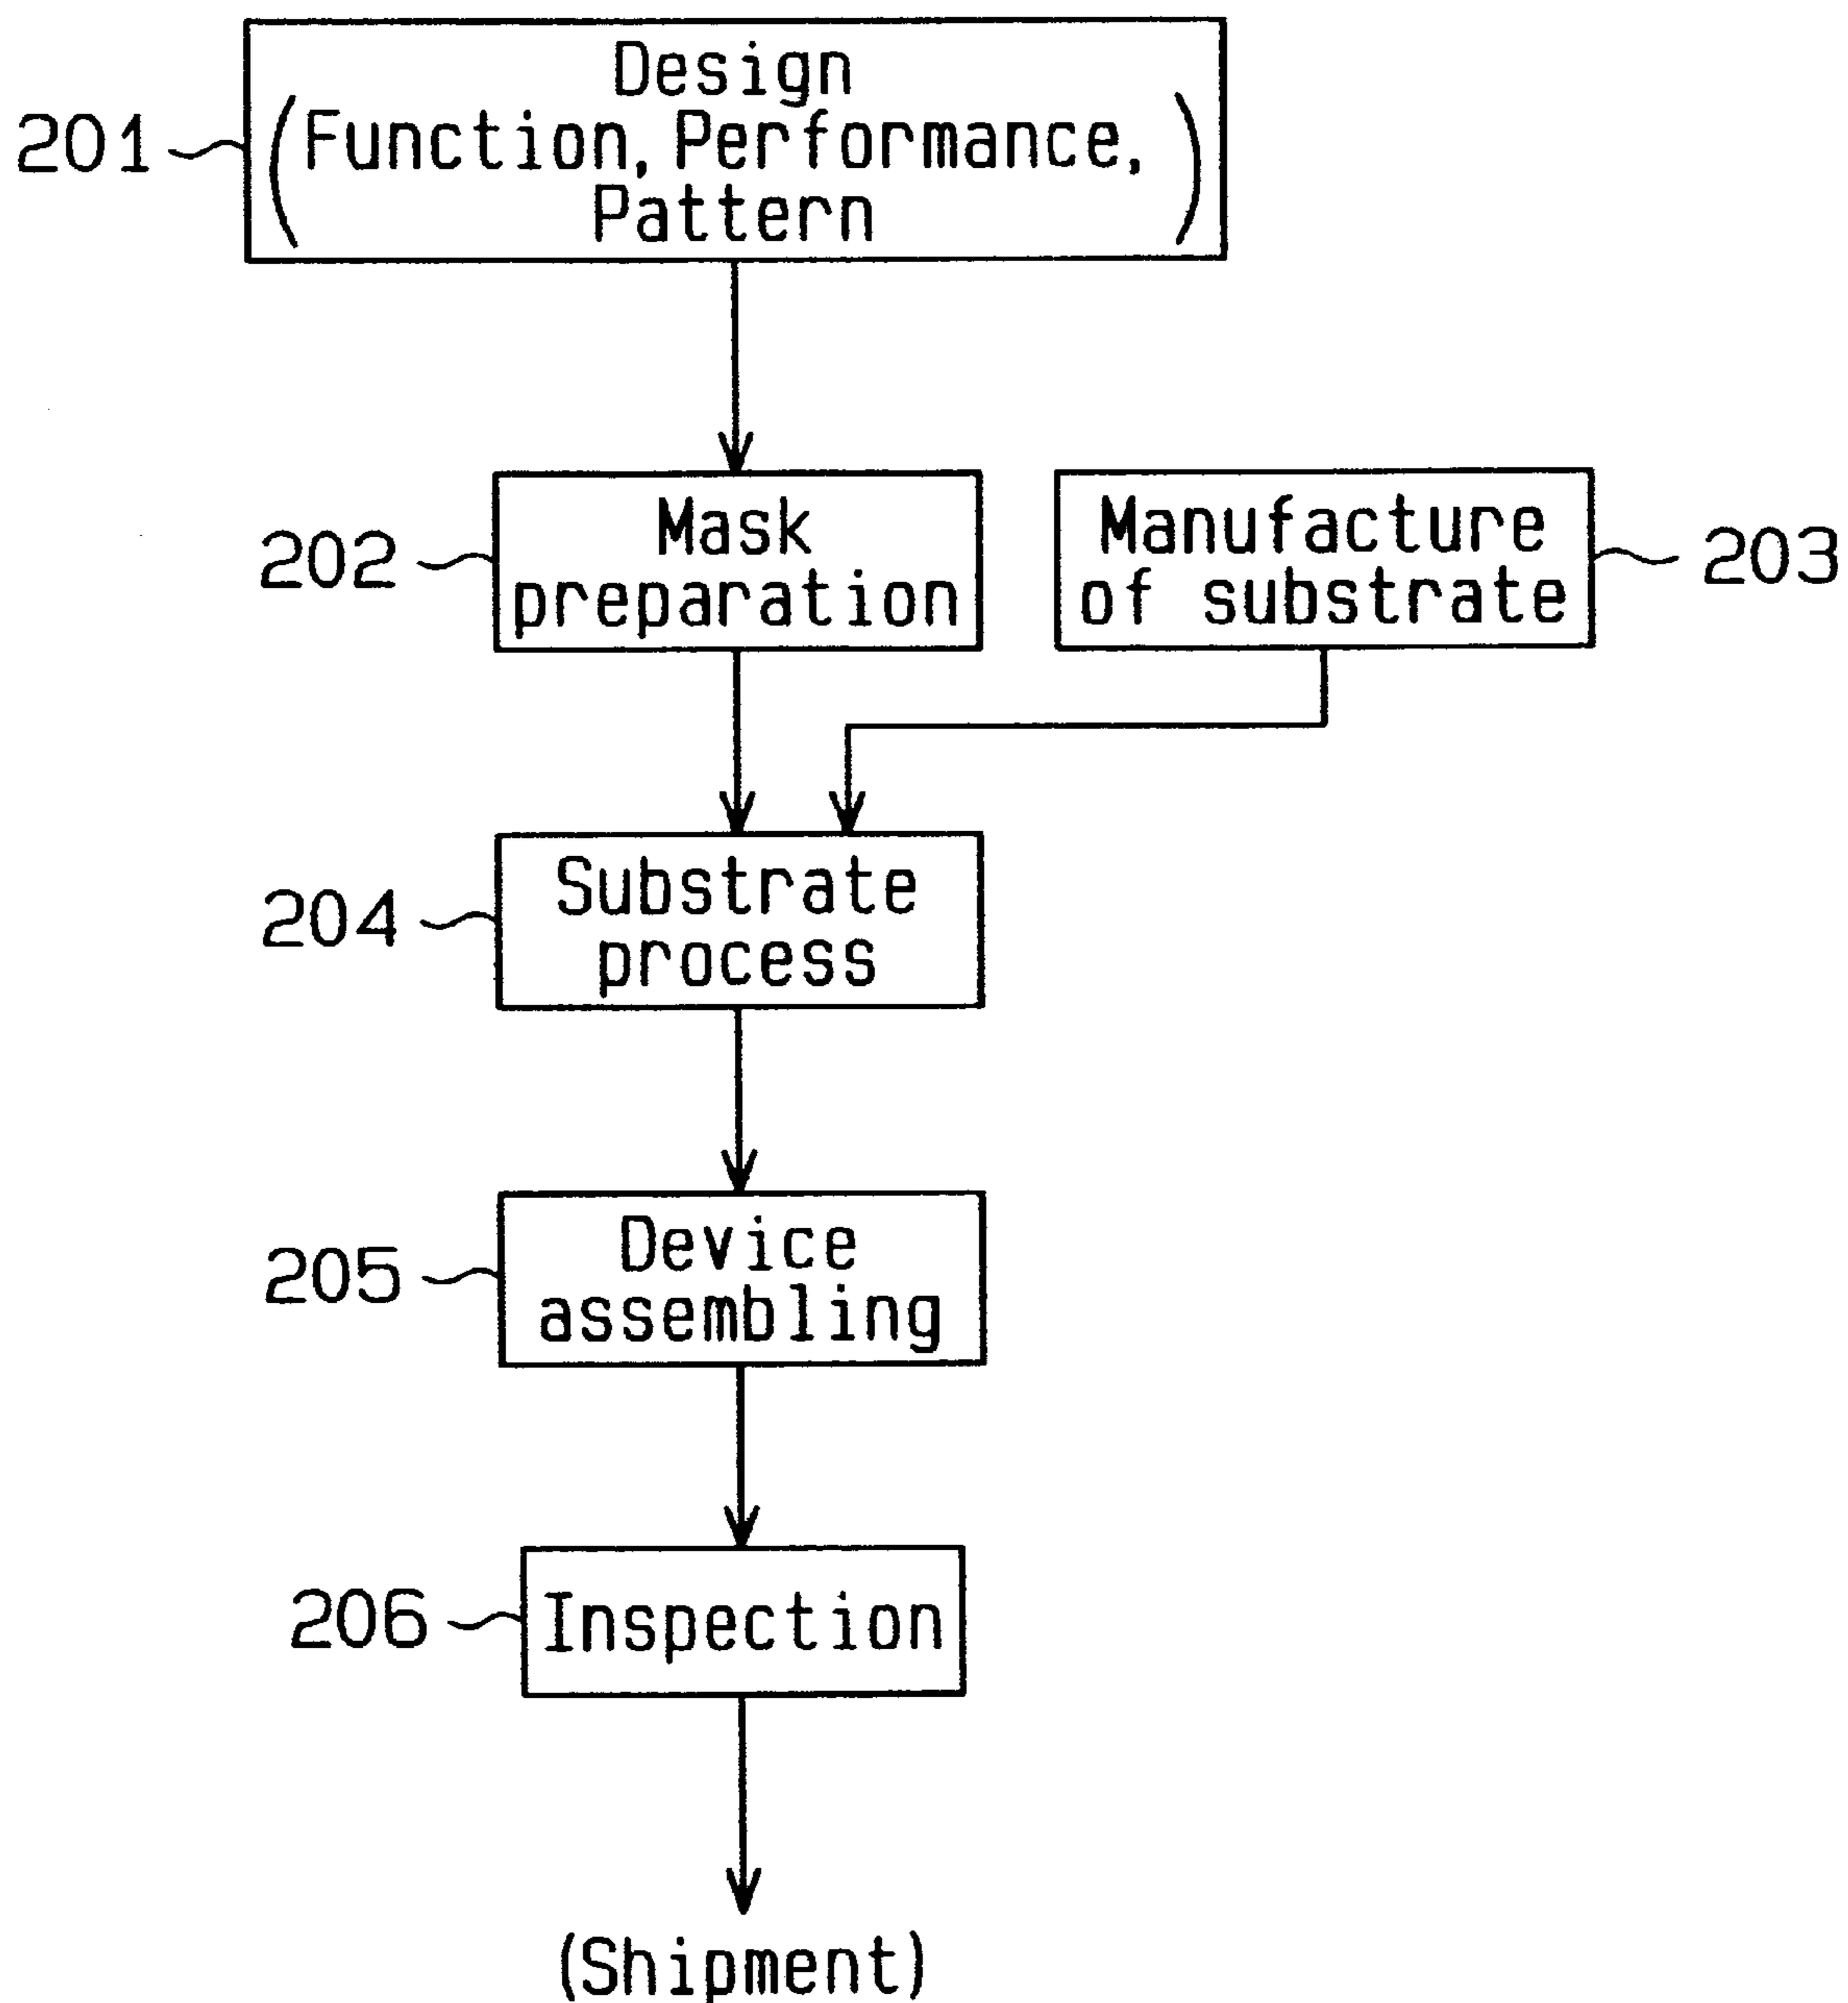 Design
201
(Function, Performance,
Pattern)
202
Mask
preparation
Manufacture
of substrate
203
204
Substrate
process
205
Device
assembling
206
Inspection
(Shipment)